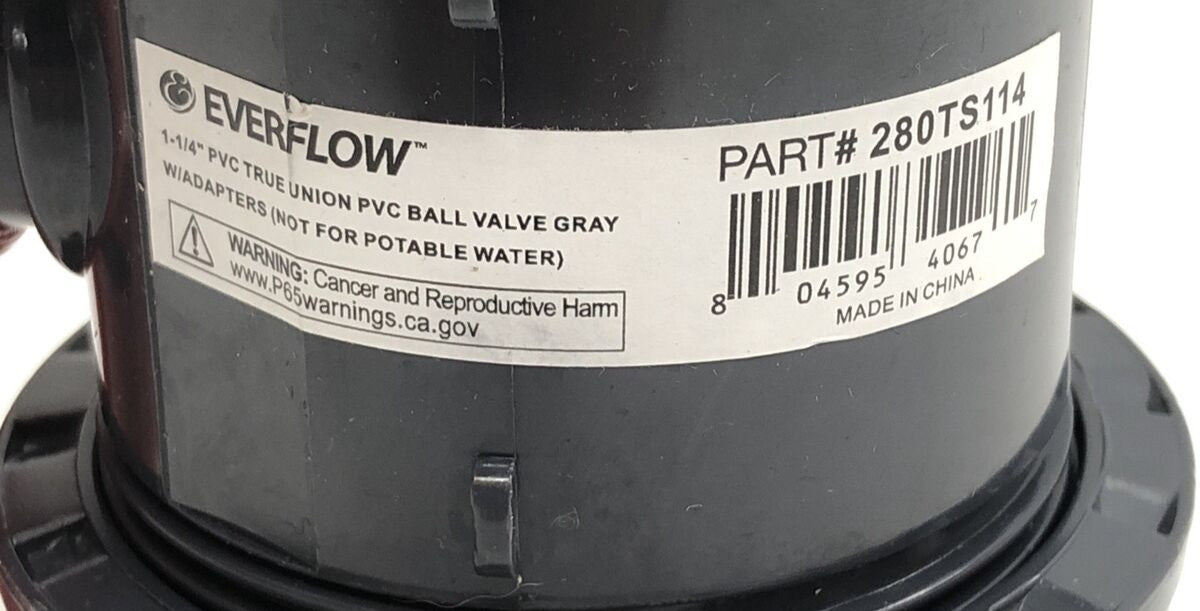 EVERFLOW™
1-1/4" PVC TRUE UNION PVC BALL VALVE GRAY
W/ADAPTERS (NOT FOR POTABLE WATER)
WARNING: Cancer and Reproductive Harm
www.P65warnings.ca.gov
PART# 280TS114
8 04595 4067 7
MADE IN CHINA